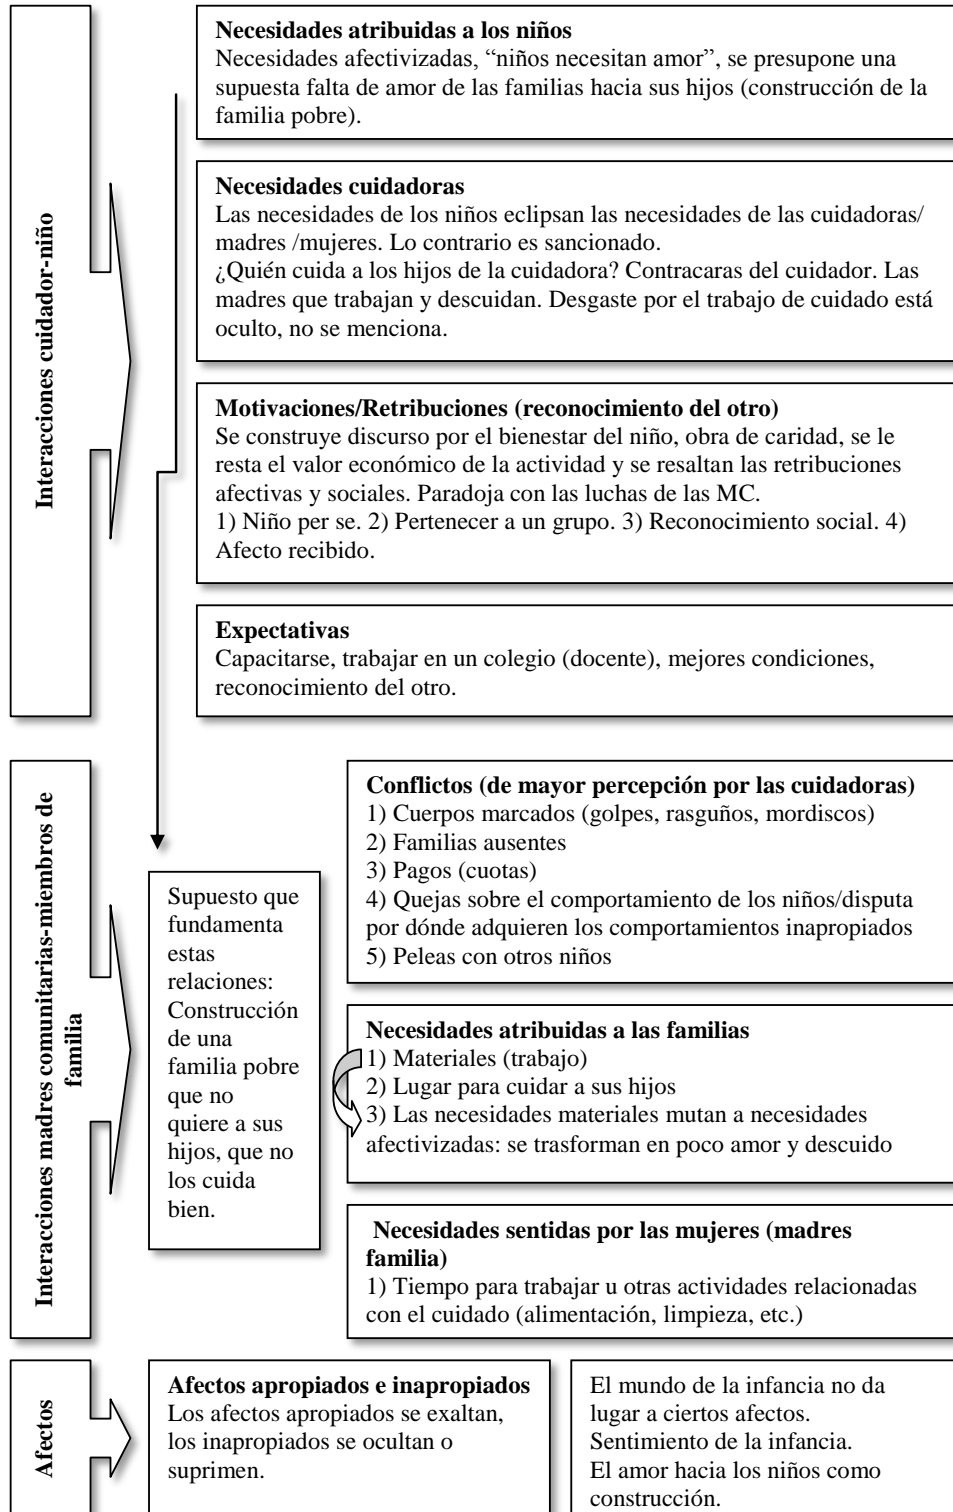 Interacciones cuidador-niño
Necesidades atribuidas a los niños
Necesidades afectivizadas, “niños necesitan amor”, se presupone una
supuesta falta de amor de las familias hacia sus hijos (construcción de la
familia pobre).
Necesidades cuidadoras
Las necesidades de los niños eclipsan las necesidades de las cuidadoras/
madres /mujeres. Lo contrario es sancionado.
¿Quién cuida a los hijos de la cuidadora? Contracaras del cuidador. Las
madres que trabajan y descuidan. Desgaste por el trabajo de cuidado está
oculto, no se menciona.
Motivaciones/Retribuciones (reconocimiento del otro)
Se construye discurso por el bienestar del niño, obra de caridad, se le
resta el valor económico de la actividad y se resaltan las retribuciones
afectivas y sociales. Paradoja con las luchas de las MC.
1) Niño per se. 2) Pertenecer a un grupo. 3) Reconocimiento social. 4)
Afecto recibido.
Expectativas
Capacitarse, trabajar en un colegio (docente), mejores condiciones,
reconocimiento del otro.
Interacciones madres comunitarias-miembros de
familia
Supuesto que
fundamenta
estas
relaciones:
Construcción
de una
familia pobre
que no
quiere a sus
hijos, que no
los cuida
bien.
Conflictos (de mayor percepción por las cuidadoras)
1) Cuerpos marcados (golpes, rasguños, mordiscos)
2) Familias ausentes
3) Pagos (cuotas)
4) Quejas sobre el comportamiento de los niños/disputa
por dónde adquieren los comportamientos inapropiados
5) Peleas con otros niños
Necesidades atribuidas a las familias
1) Materiales (trabajo)
2) Lugar para cuidar a sus hijos
3) Las necesidades materiales mutan a necesidades
afectivizadas: se trasforman en poco amor y descuido
Necesidades sentidas por las mujeres (madres
familia)
1) Tiempo para trabajar u otras actividades relacionadas
con el cuidado (alimentación, limpieza, etc.)
Afectos
Afectos apropiados e inapropiados
Los afectos apropiados se exaltan,
los inapropiados se ocultan o
suprimen.
El mundo de la infancia no da
lugar a ciertos afectos.
Sentimiento de la infancia.
El amor hacia los niños como
construcción.